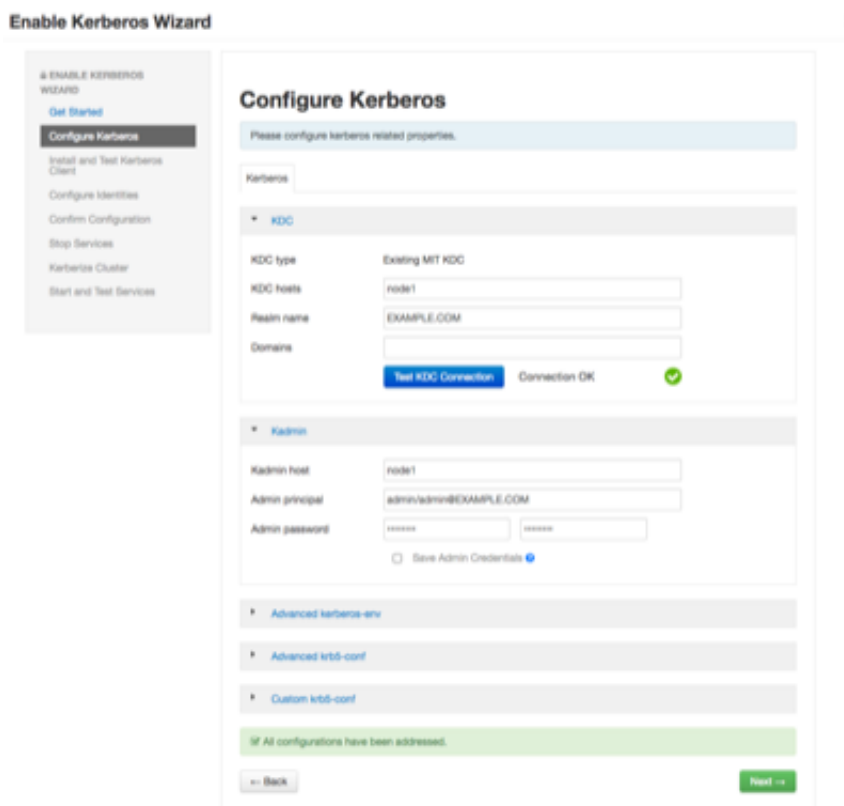 Enable Kerberos Wizard
ENABLE KERBEROS
WIZARD
Get Started
Configure Kerberos
Install and Test Kerberos
Client
Configure Identities
Confirm Configuration
Stop Services
Kerberize Cluster
Start and Test Services
Configure Kerberos
Please configure kerberos related properties.
Kerberos
KDC
KDC type Existing MIT KDC
KDC hosts node1
Realm name EXAMPLE.COM
Domains
Test KDC Connection Connection OK
Kadmin
Kadmin host node1
Admin principal admin/admin@EXAMPLE.COM
Admin password
Save Admin Credentials
Advanced kerberos-env
Advanced krb5-conf
Custom krb5-conf
All configurations have been addressed.
← Back Next →